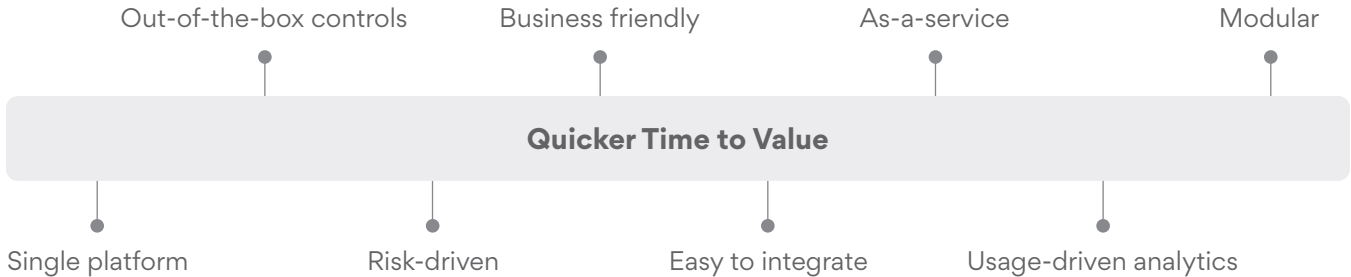 Out-of-the-box controls
Business friendly
As-a-service
Modular
Quicker Time to Value
Single platform
Risk-driven
Easy to integrate
Usage-driven analytics